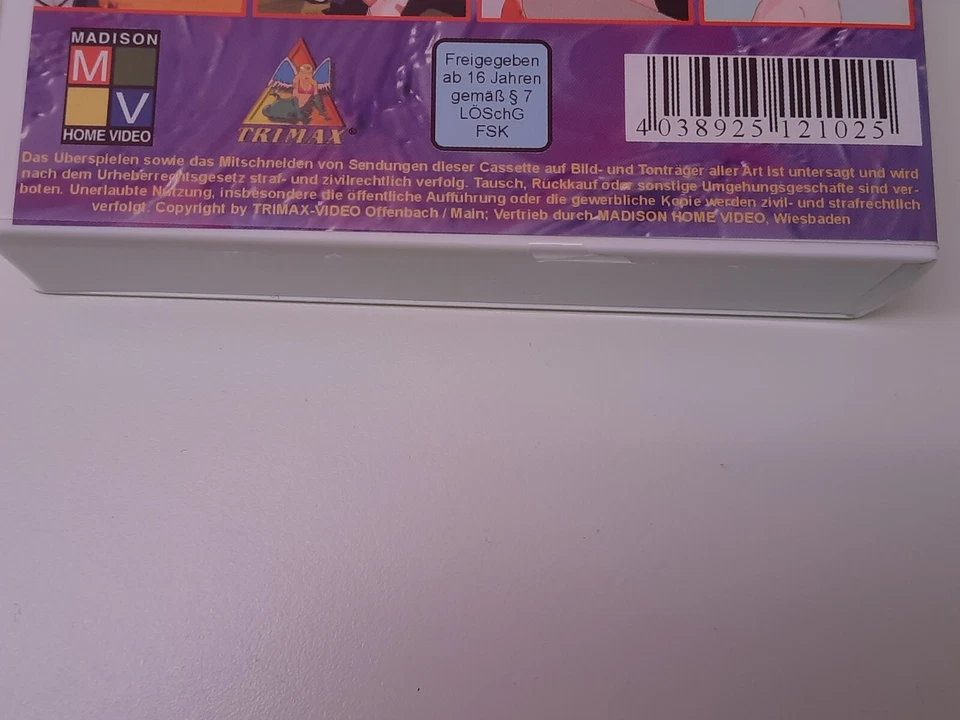 MADISON
M
V
HOME VIDEO
TRIMAX®
Freigegeben
ab 16 Jahren
gemäß § 7
LÖSchG
FSK
4 038925 121025
Das Überspielen sowie das Mitschneiden von Sendungen dieser Cassette auf Bild- und Tonträger aller Art ist untersagt und wird
nach dem Urheberrechtsgesetz straf- und zivilrechtlich verfolg. Tausch, Rückkauf oder sonstige Umgehungsgeschäfte sind ver-
boten. Unerlaubte Nutzung, insbesondere die öffentliche Aufführung oder die gewerbliche Kopie werden zivil- und strafrechtlich
verfolgt. Copyright by TRIMAX-VIDEO Offenbach / Main; Vertrieb durch MADISON HOME VIDEO, Wiesbaden